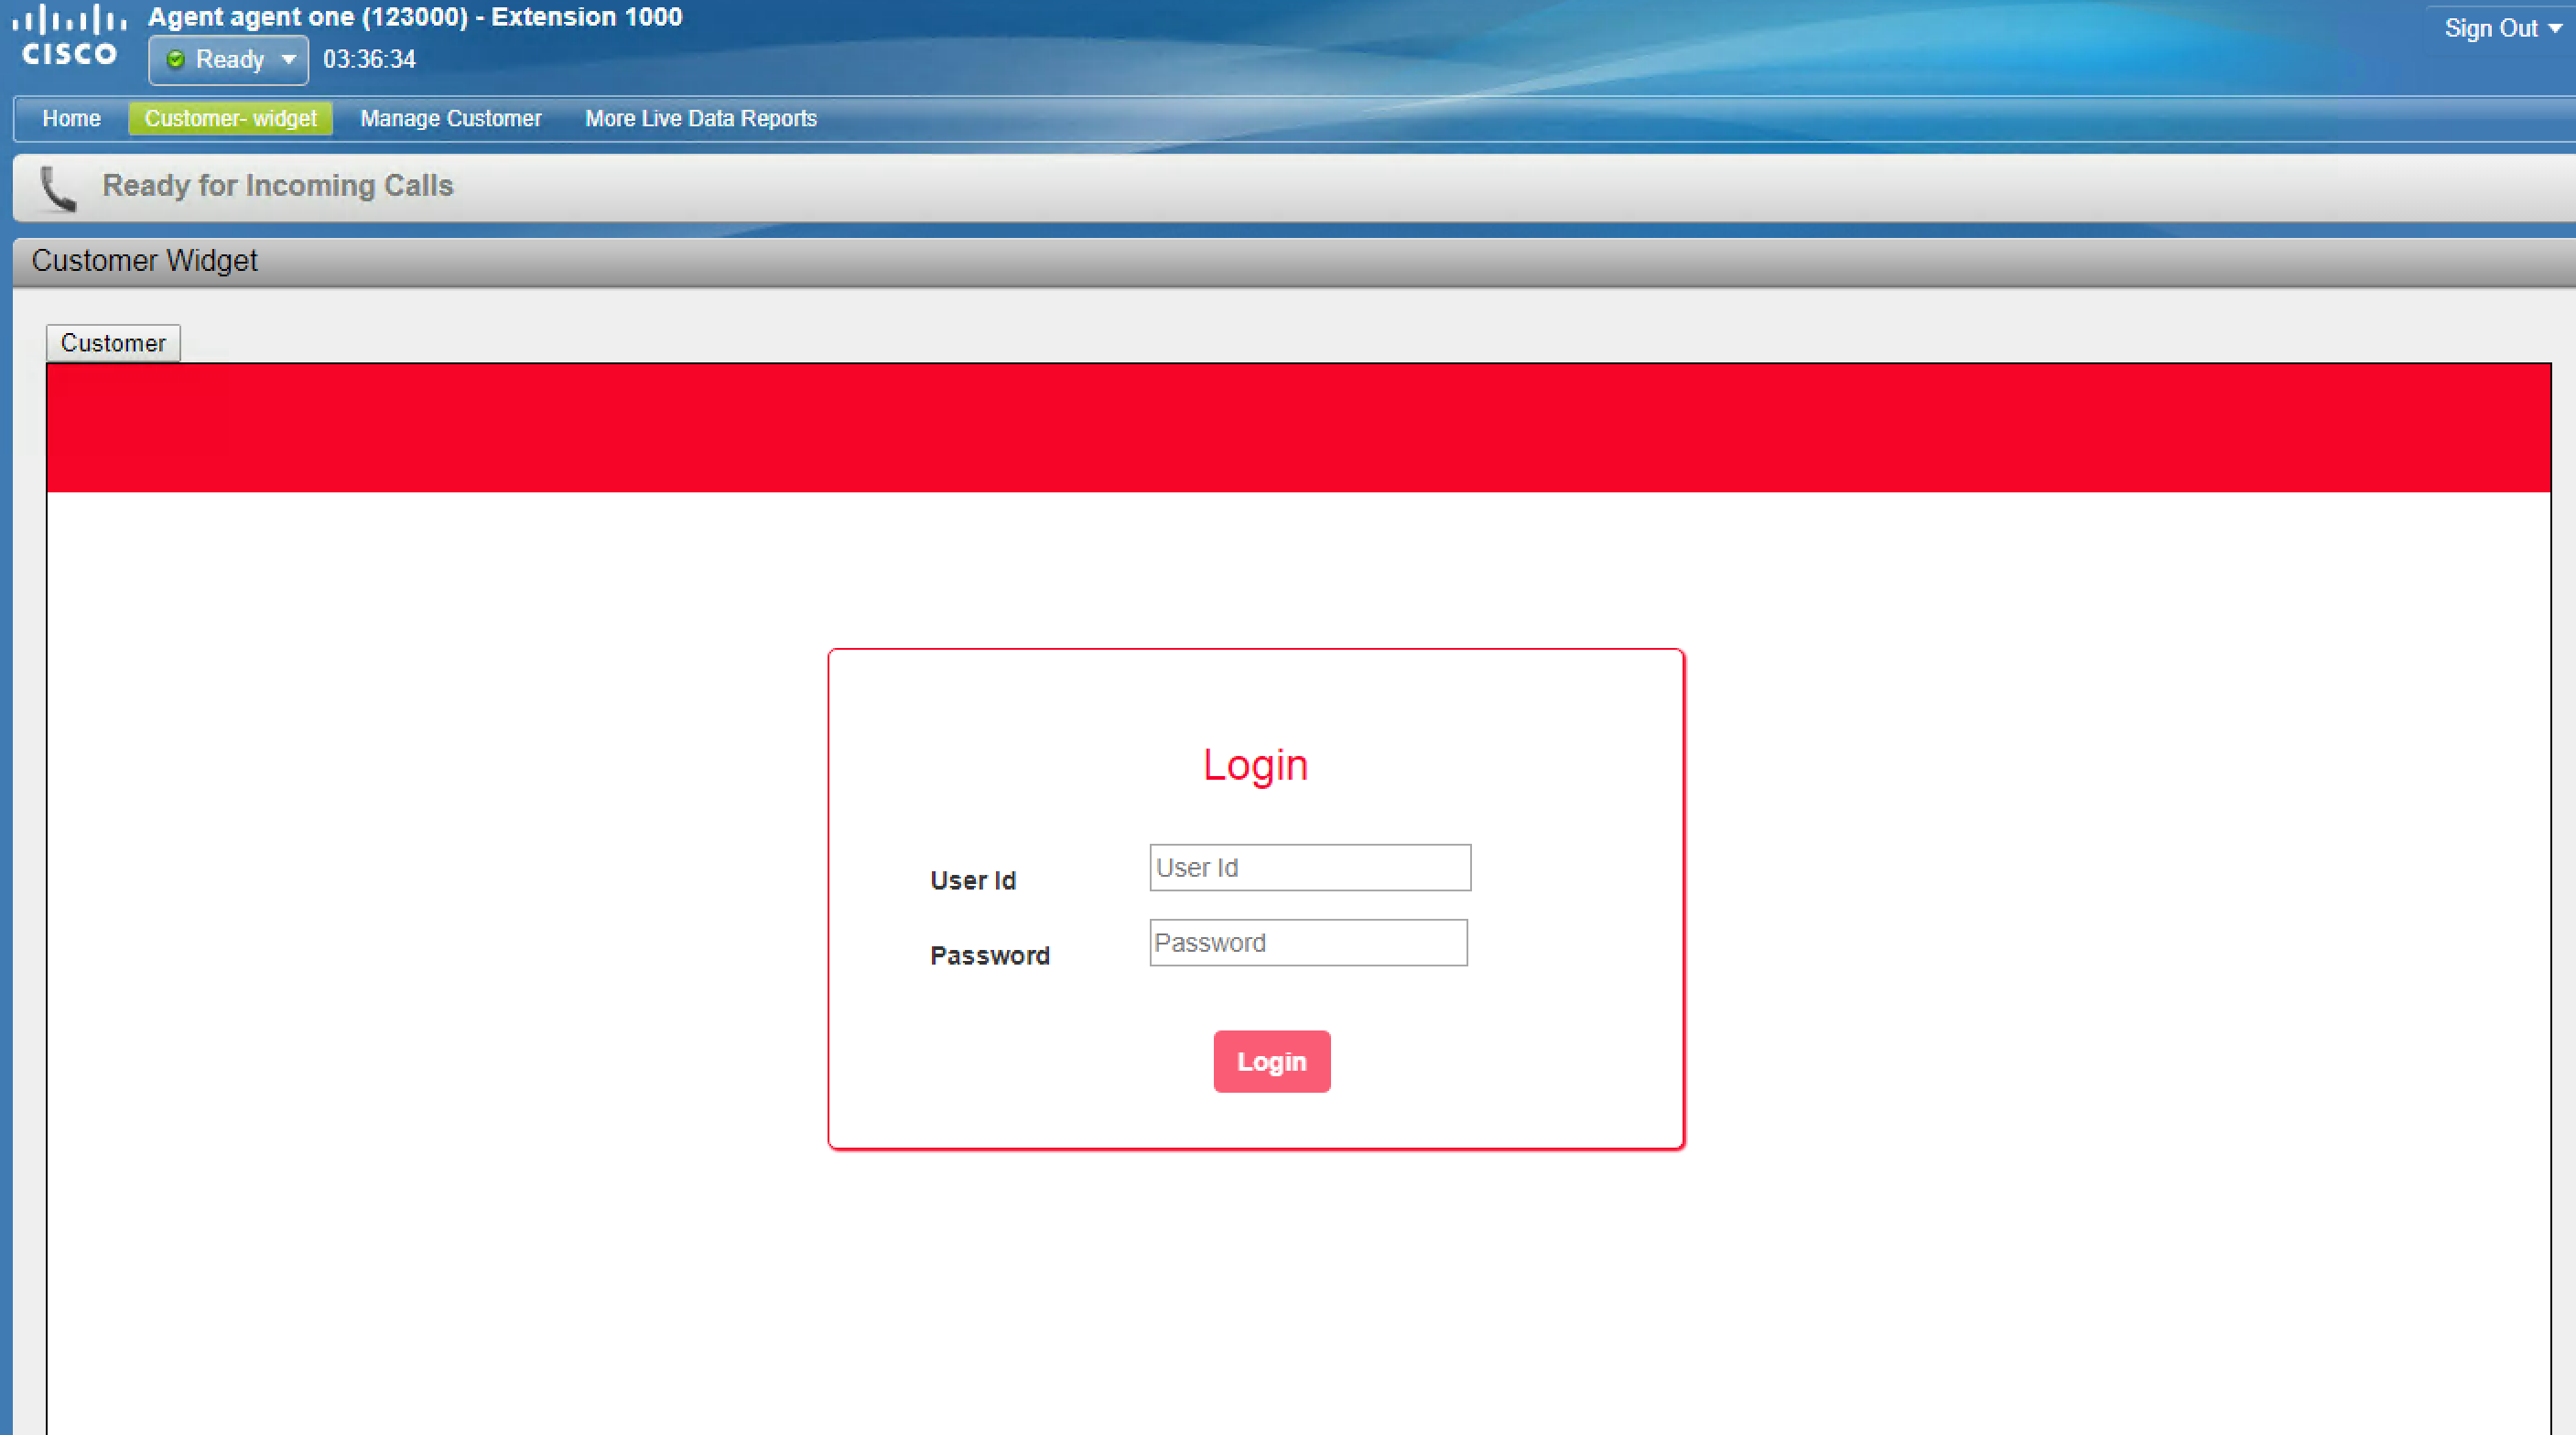 Agent agent one (123000) - Extension 1000
Sign Out
CISCO
Ready 03:36:34
Home Customer- widget Manage Customer More Live Data Reports
Ready for Incoming Calls
Customer Widget
Customer
Login
User Id User Id
Password Password
Login